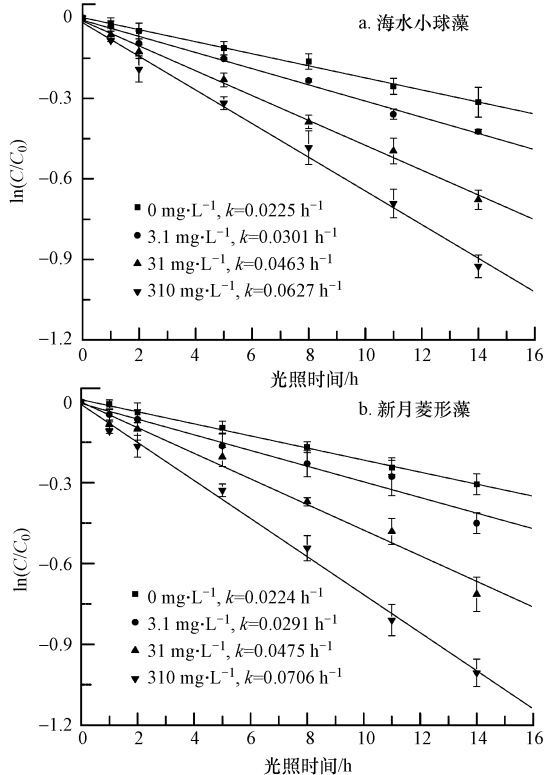 a. 海水小球藻
0
−0.3
−0.6
−0.9
−1.2
ln(C/C₀)
0 mg·L⁻¹, k=0.0225 h⁻¹
3.1 mg·L⁻¹, k=0.0301 h⁻¹
31 mg·L⁻¹, k=0.0463 h⁻¹
310 mg·L⁻¹, k=0.0627 h⁻¹
0 2 4 6 8 10 12 14 16
光照时间/h
b. 新月菱形藻
0
−0.3
−0.6
−0.9
−1.2
ln(C/C₀)
0 mg·L⁻¹, k=0.0224 h⁻¹
3.1 mg·L⁻¹, k=0.0291 h⁻¹
31 mg·L⁻¹, k=0.0475 h⁻¹
310 mg·L⁻¹, k=0.0706 h⁻¹
0 2 4 6 8 10 12 14 16
光照时间/h